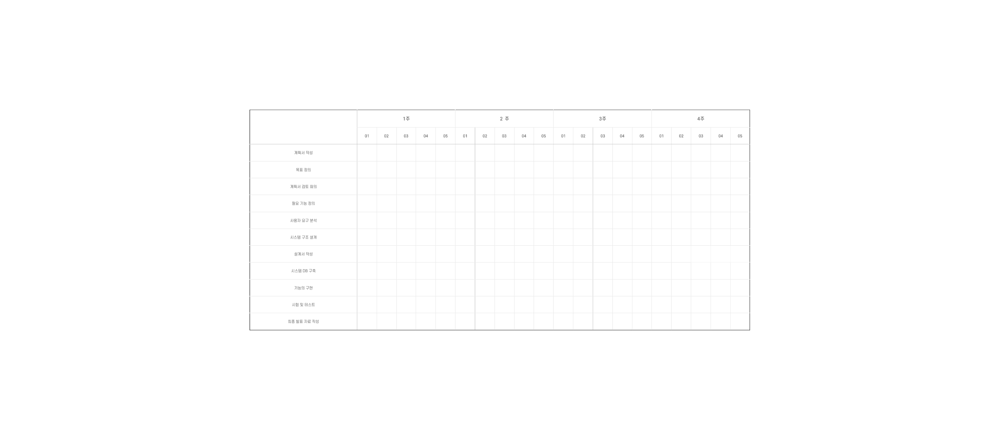 1주 2 주 3주 4주
01 02 03 04 05 01 02 03 04 05 01 02 03 04 05 01 02 03 04 05
계획서 작성
목표 정의
계획서 검토 회의
필요 기능 정의
사용자 요구 분석
시스템 구조 설계
설계서 작성
시스템 DB 구축
기능의 구현
시험 및 테스트
최종 발표 자료 작성